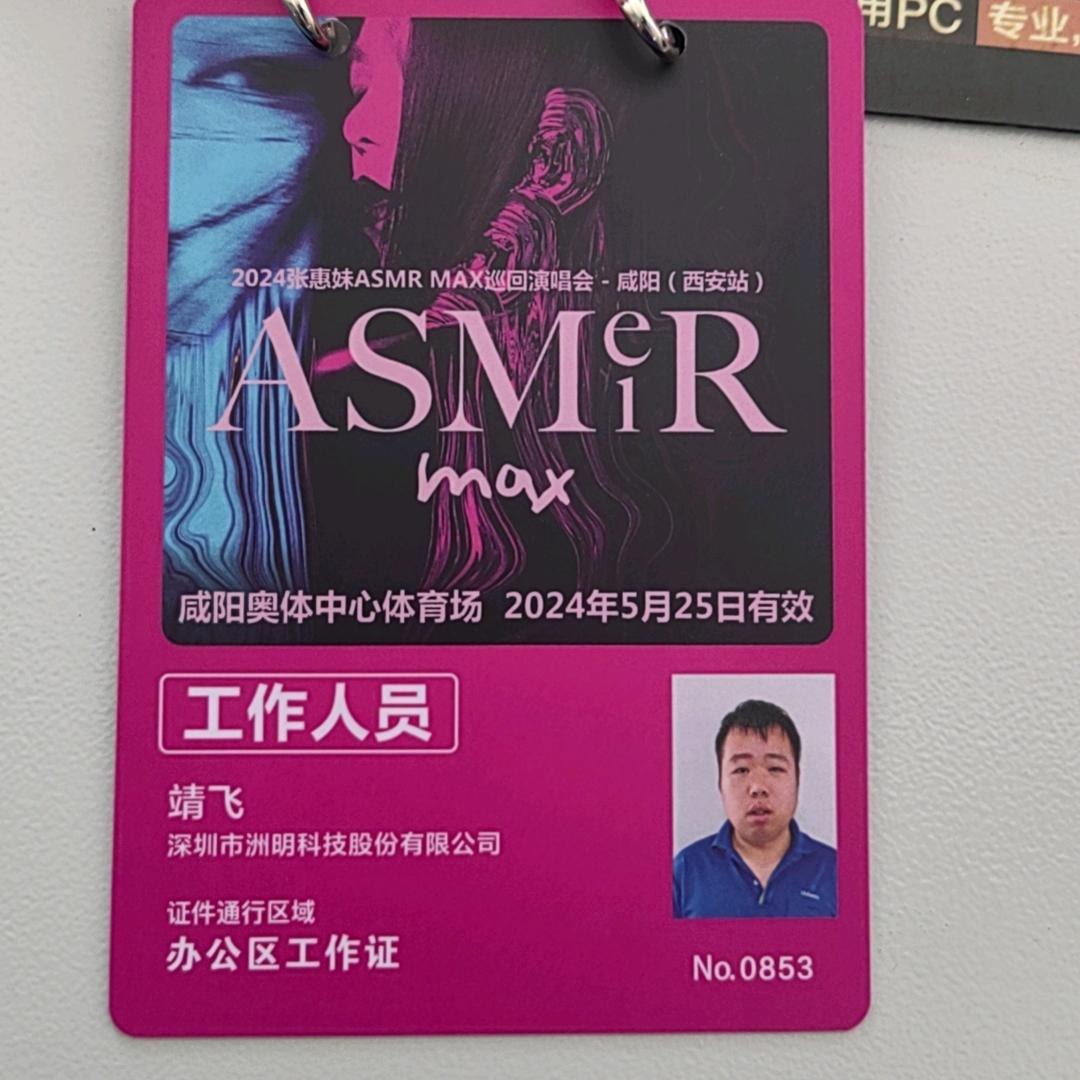 用PC 专业,
2024张惠妹ASMR MAX巡回演唱会 - 咸阳（西安站）
ASMeiR
max
咸阳奥体中心体育场 2024年5月25日有效
工作人员
靖飞
深圳市洲明科技股份有限公司
证件通行区域
办公区工作证
No.0853